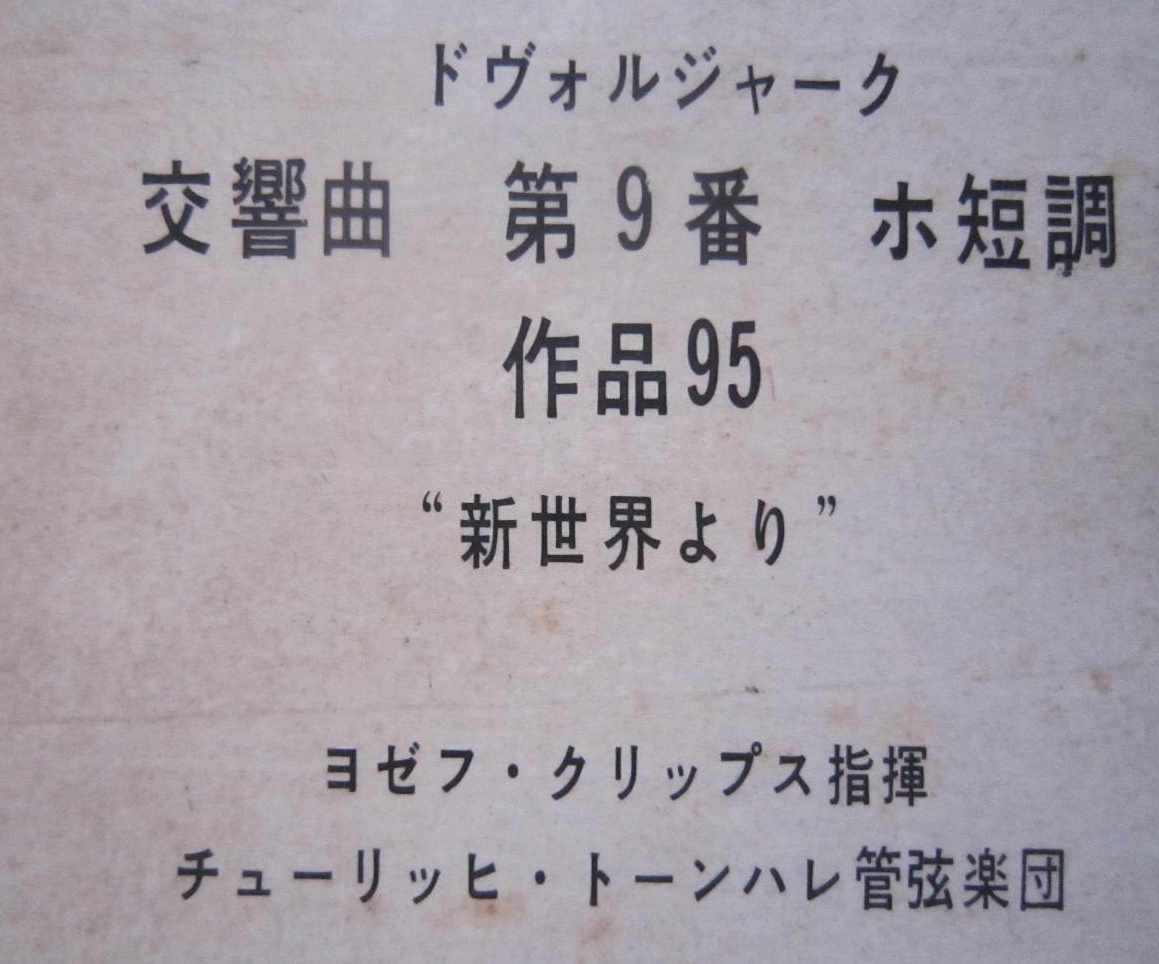 ドヴォルジャーク
交響曲　第9番　ホ短調
作品95
“新世界より”
ヨゼフ・クリップス指揮
チューリッヒ・トーンハレ管弦楽団